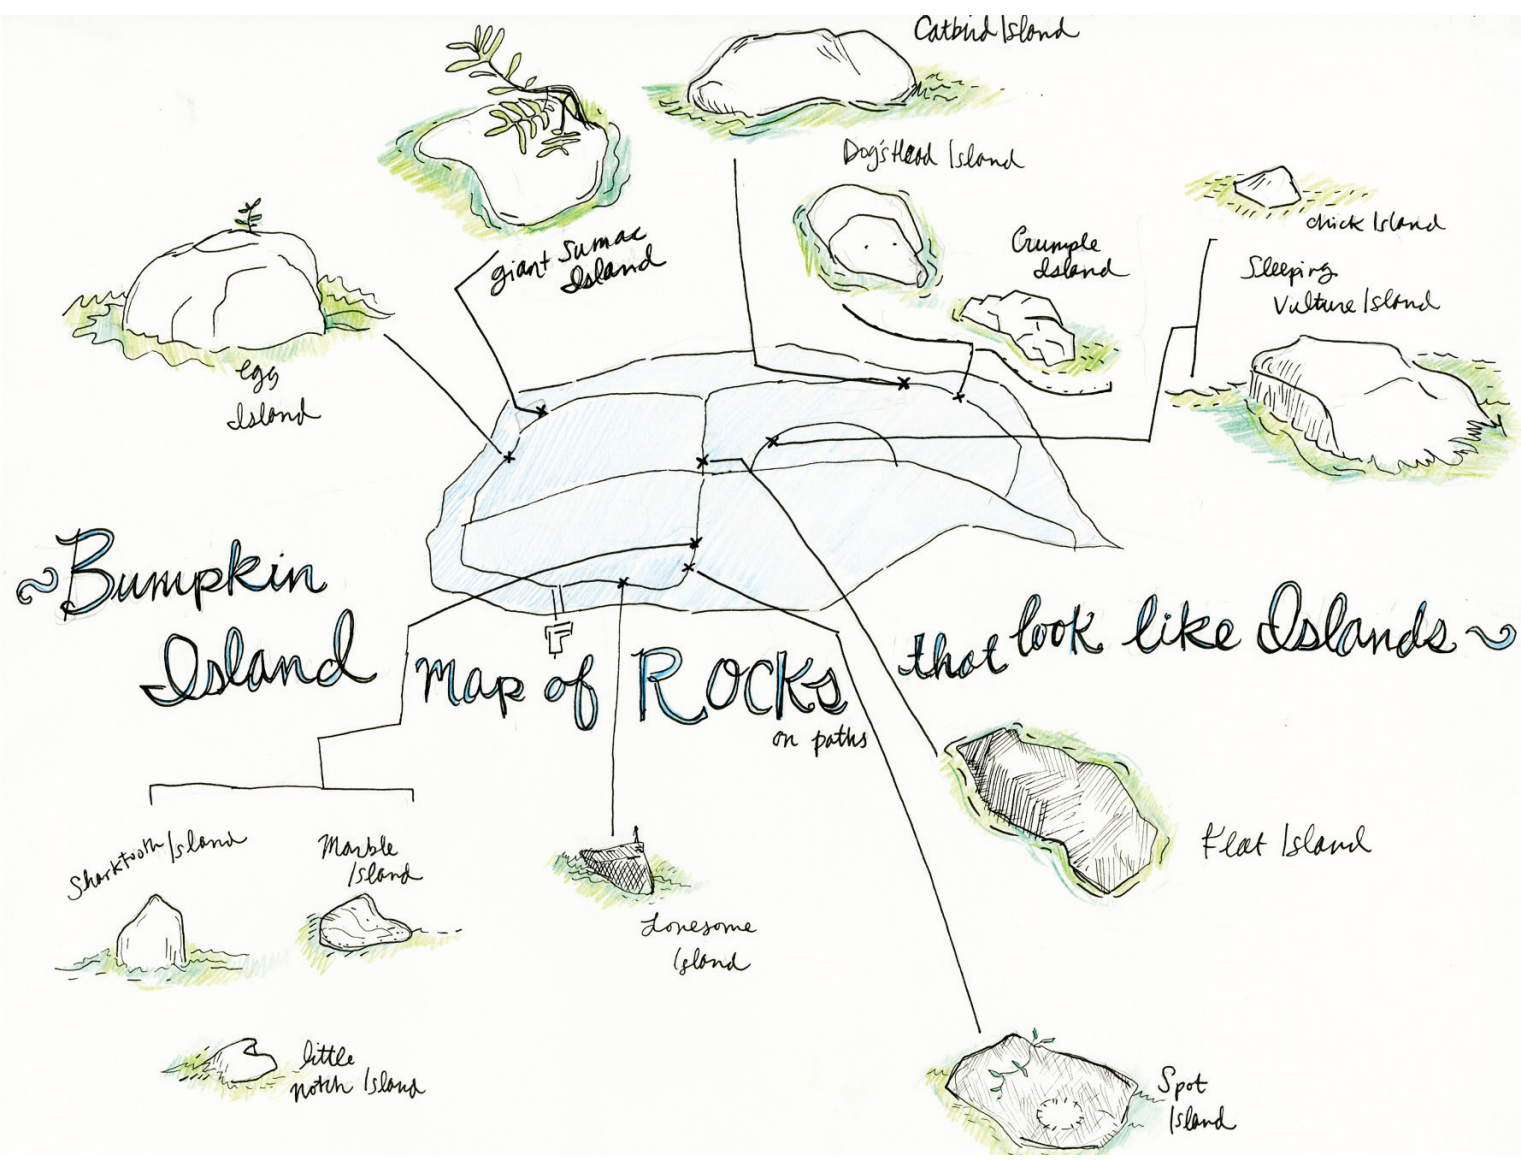 Catbird Island
Dog's Head Island
chick Island
Crumple
Island
giant Sumac
Island
Sleeping
Vulture Island
egg
Island
~Bumpkin
Island map of Rocks
that look like Islands~
on paths
Sharktooth Island
Marble
Island
Flat Island
Lonesome
Island
little
notch Island
Spot
Island